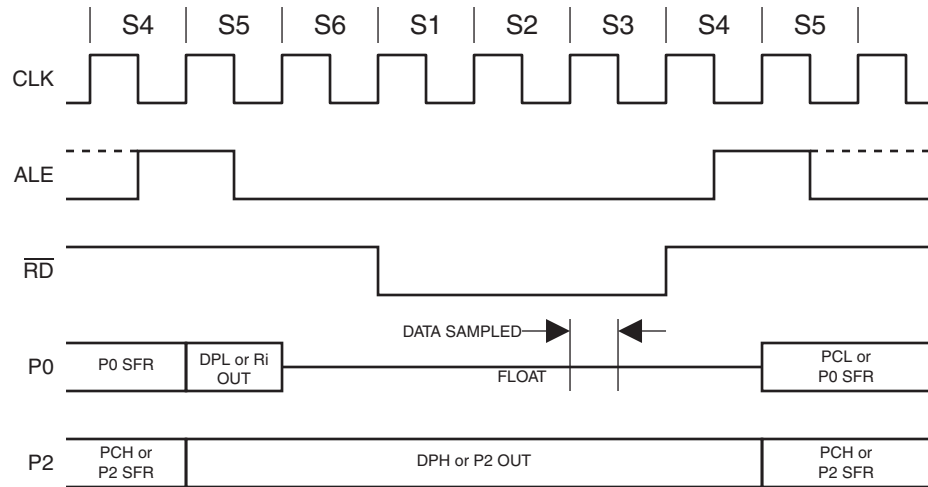 S4 S5 S6 S1 S2 S3 S4 S5
CLK
ALE
RD
DATA SAMPLED
P0
P0 SFR
DPL or Ri
OUT
FLOAT
PCL or
P0 SFR
P2
PCH or
P2 SFR
DPH or P2 OUT
PCH or
P2 SFR